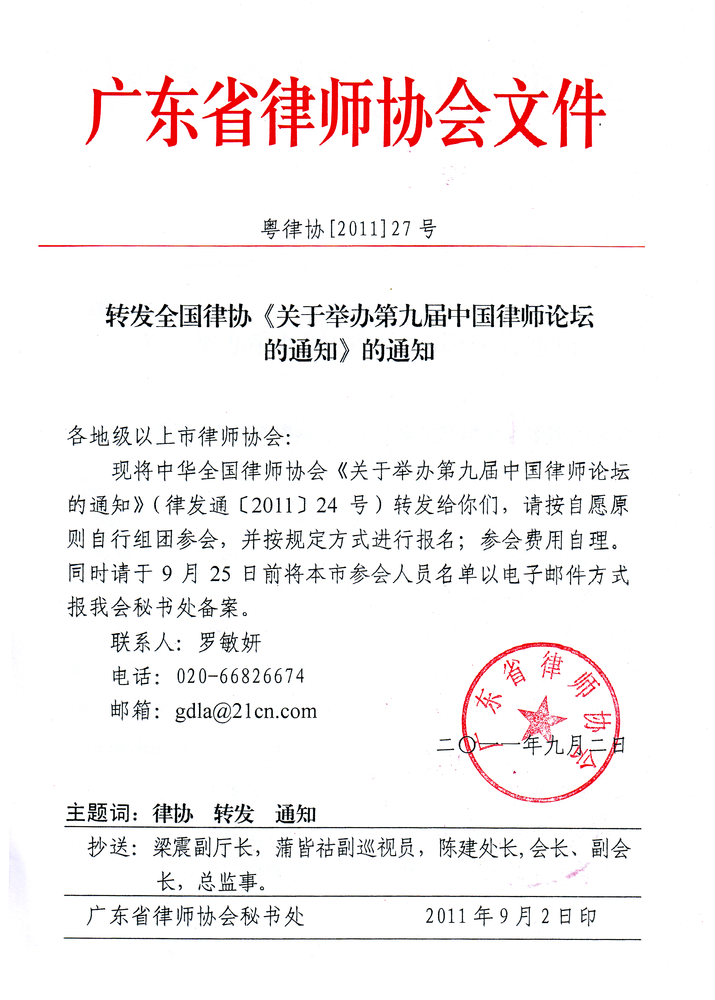 广东省律师协会文件
粤律协[2011]27 号
转发全国律协《关于举办第九届中国律师论坛
的通知》的通知
各地级以上市律师协会：
现将中华全国律师协会《关于举办第九届中国律师论坛
的通知》（律发通〔2011〕24 号）转发给你们，请按自愿原
则自行组团参会，并按规定方式进行报名；参会费用自理。
同时请于 9 月 25 日前将本市参会人员名单以电子邮件方式
报我会秘书处备案。
联系人：罗敏妍
电话：020-66826674
邮箱：gdla@21cn.com
广东省律师协会
二〇一一年九月二日
主题词：律协 转发 通知
抄送：梁震副厅长，蒲皆祜副巡视员，陈建处长,会长、副会
长，总监事。
广东省律师协会秘书处 2011 年 9 月 2 日印